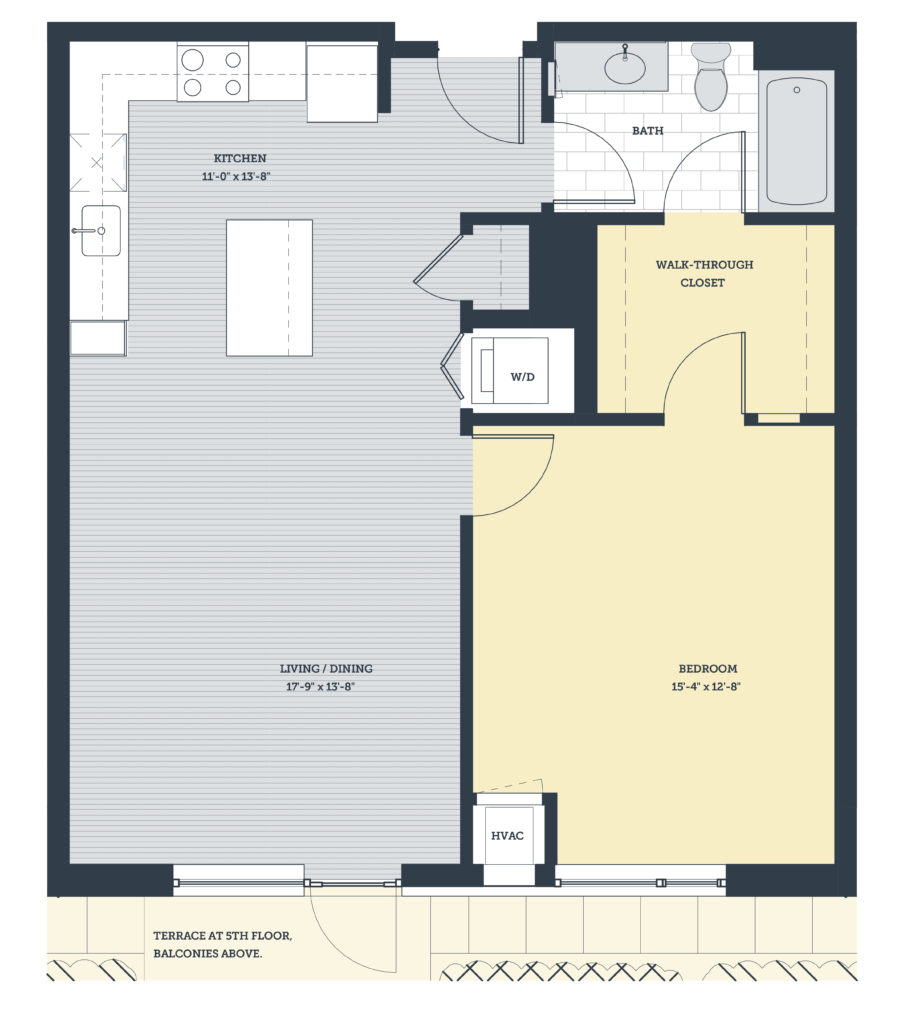 BATH
KITCHEN
11'-0" x 13'-8"
WALK-THROUGH
CLOSET
W/D
LIVING / DINING
17'-9" x 13'-8"
BEDROOM
15'-4" x 12'-8"
HVAC
TERRACE AT 5TH FLOOR,
BALCONIES ABOVE.